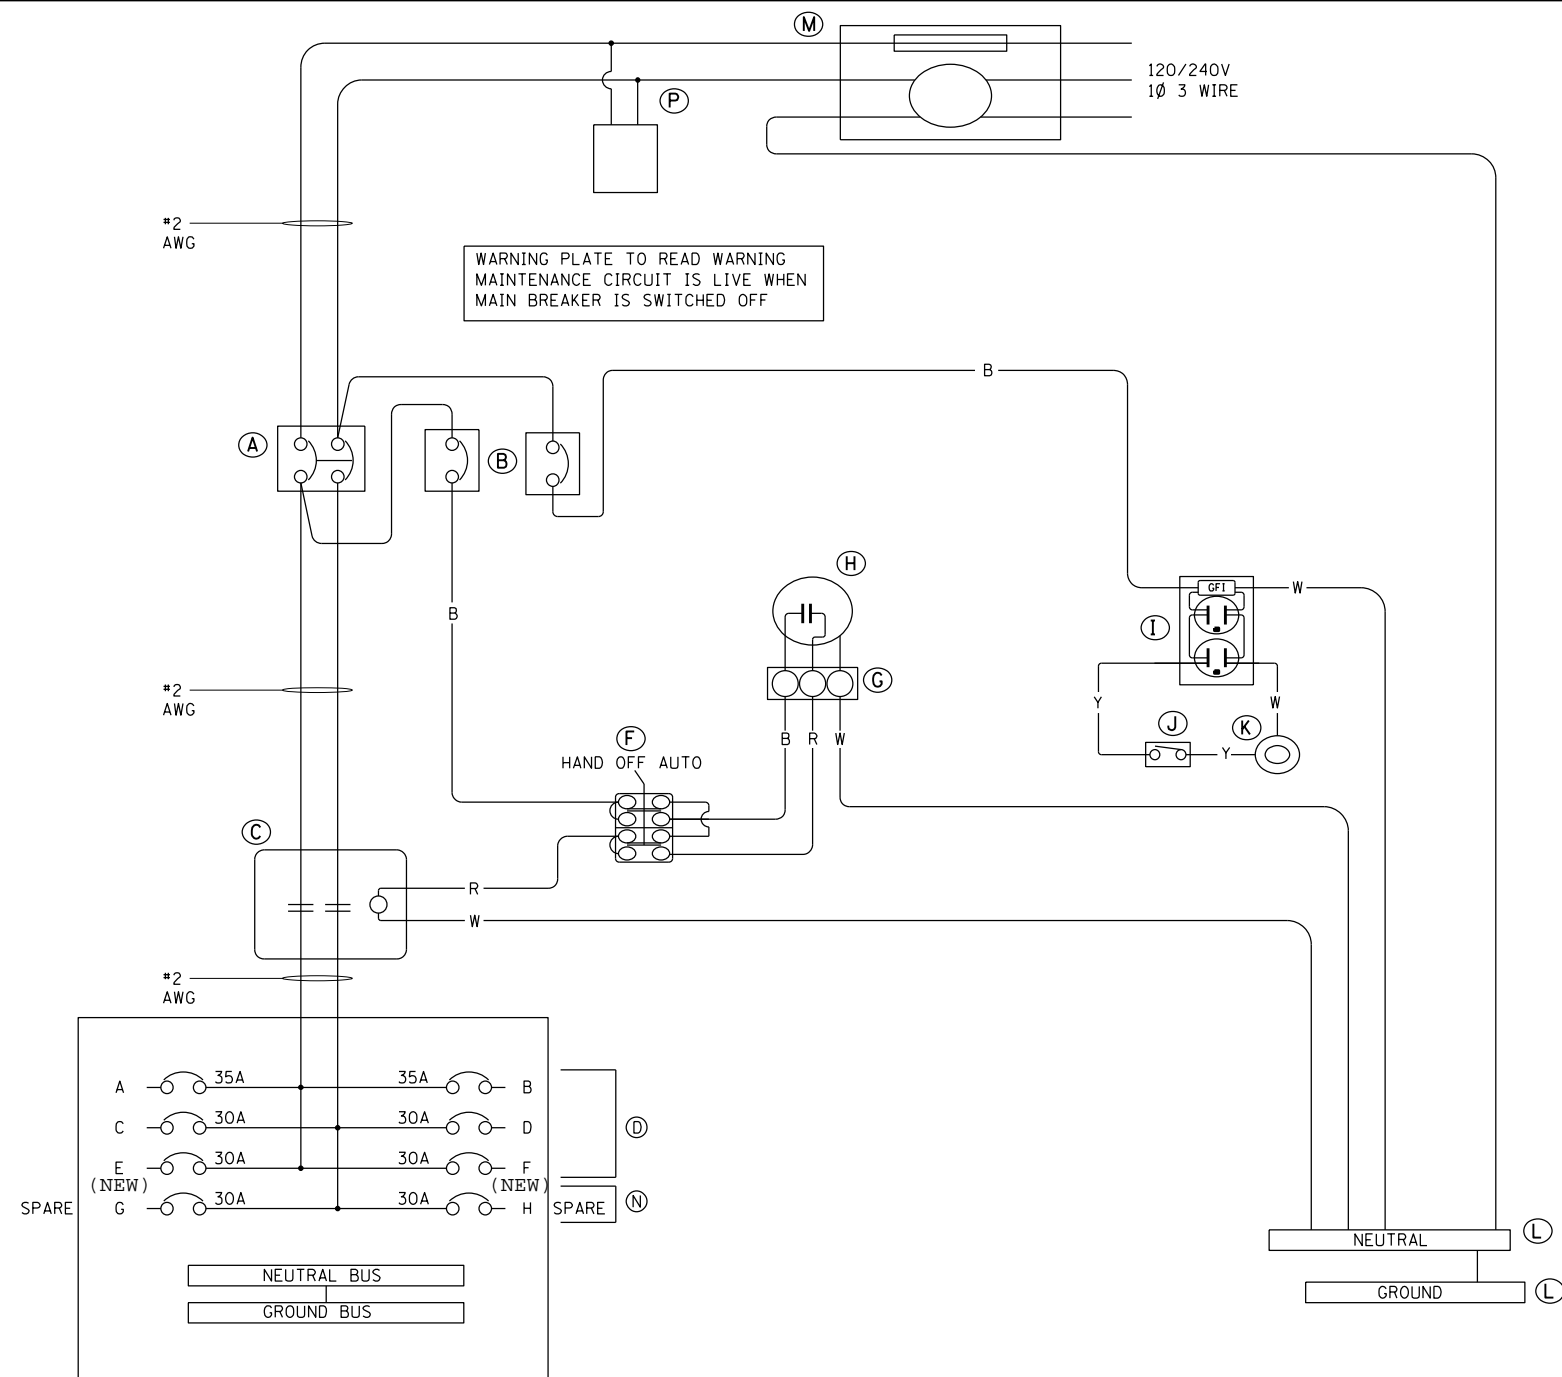 M
120/240V
1Ø 3 WIRE
P
#2
AWG
WARNING PLATE TO READ WARNING
MAINTENANCE CIRCUIT IS LIVE WHEN
MAIN BREAKER IS SWITCHED OFF
B
A
B
H
GFI
W
B
I
G
#2
AWG
Y
W
F
J
K
B R W
HAND OFF AUTO
Y
C
R
W
#2
AWG
A 35A 35A B
C 30A 30A D
D
E 30A 30A F
(NEW) (NEW)
N
SPARE G 30A 30A H SPARE
NEUTRAL L
NEUTRAL BUS
GROUND L
GROUND BUS